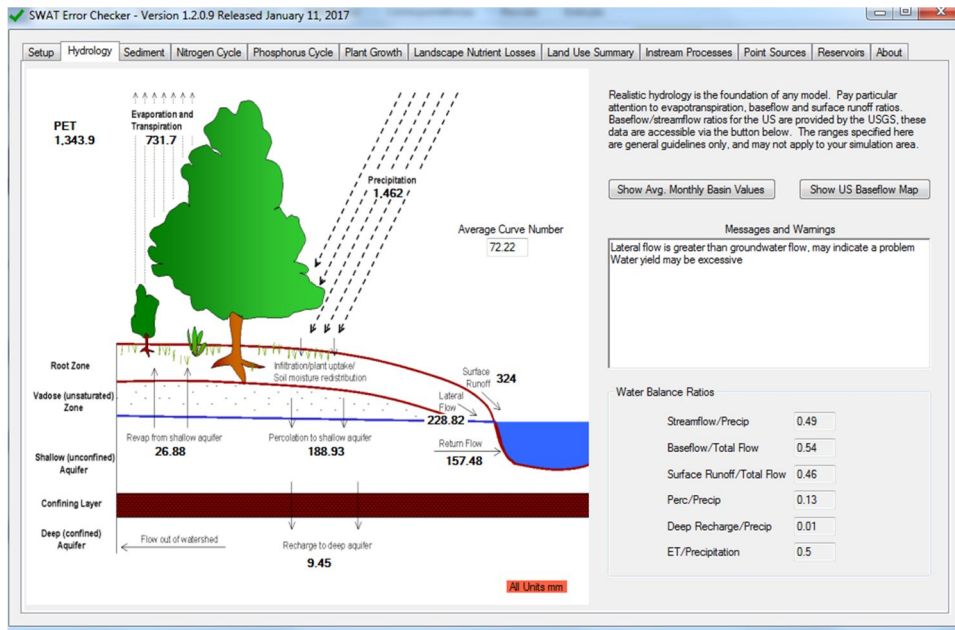 SWAT Error Checker - Version 1.2.0.9 Released January 11, 2017
Setup Hydrology Sediment Nitrogen Cycle Phosphorus Cycle Plant Growth Landscape Nutrient Losses Land Use Summary Instream Processes Point Sources Reservoirs About
PET
1,343.9
Evaporation and
Transpiration
731.7
Precipitation
1,462
Average Curve Number
72.22
Root Zone
Infiltration/plant uptake/
Soil moisture redistribution
Surface
Runoff 324
Vadose (unsaturated)
Zone
Lateral
Flow
228.82
Revap from shallow aquifer
26.88
Percolation to shallow aquifer
188.93
Return Flow
157.48
Shallow (unconfined)
Aquifer
Confining Layer
Deep (confined)
Aquifer
Flow out of watershed
Recharge to deep aquifer
9.45
All Units mm
Realistic hydrology is the foundation of any model. Pay particular
attention to evapotranspiration, baseflow and surface runoff ratios.
Baseflow/streamflow ratios for the US are provided by the USGS, these
data are accessible via the button below. The ranges specified here
are general guidelines only, and may not apply to your simulation area.
Show Avg. Monthly Basin Values
Show US Baseflow Map
Messages and Warnings
Lateral flow is greater than groundwater flow, may indicate a problem
Water yield may be excessive
Water Balance Ratios
Streamflow/Precip 0.49
Baseflow/Total Flow 0.54
Surface Runoff/Total Flow 0.46
Perc/Precip 0.13
Deep Recharge/Precip 0.01
ET/Precipitation 0.5